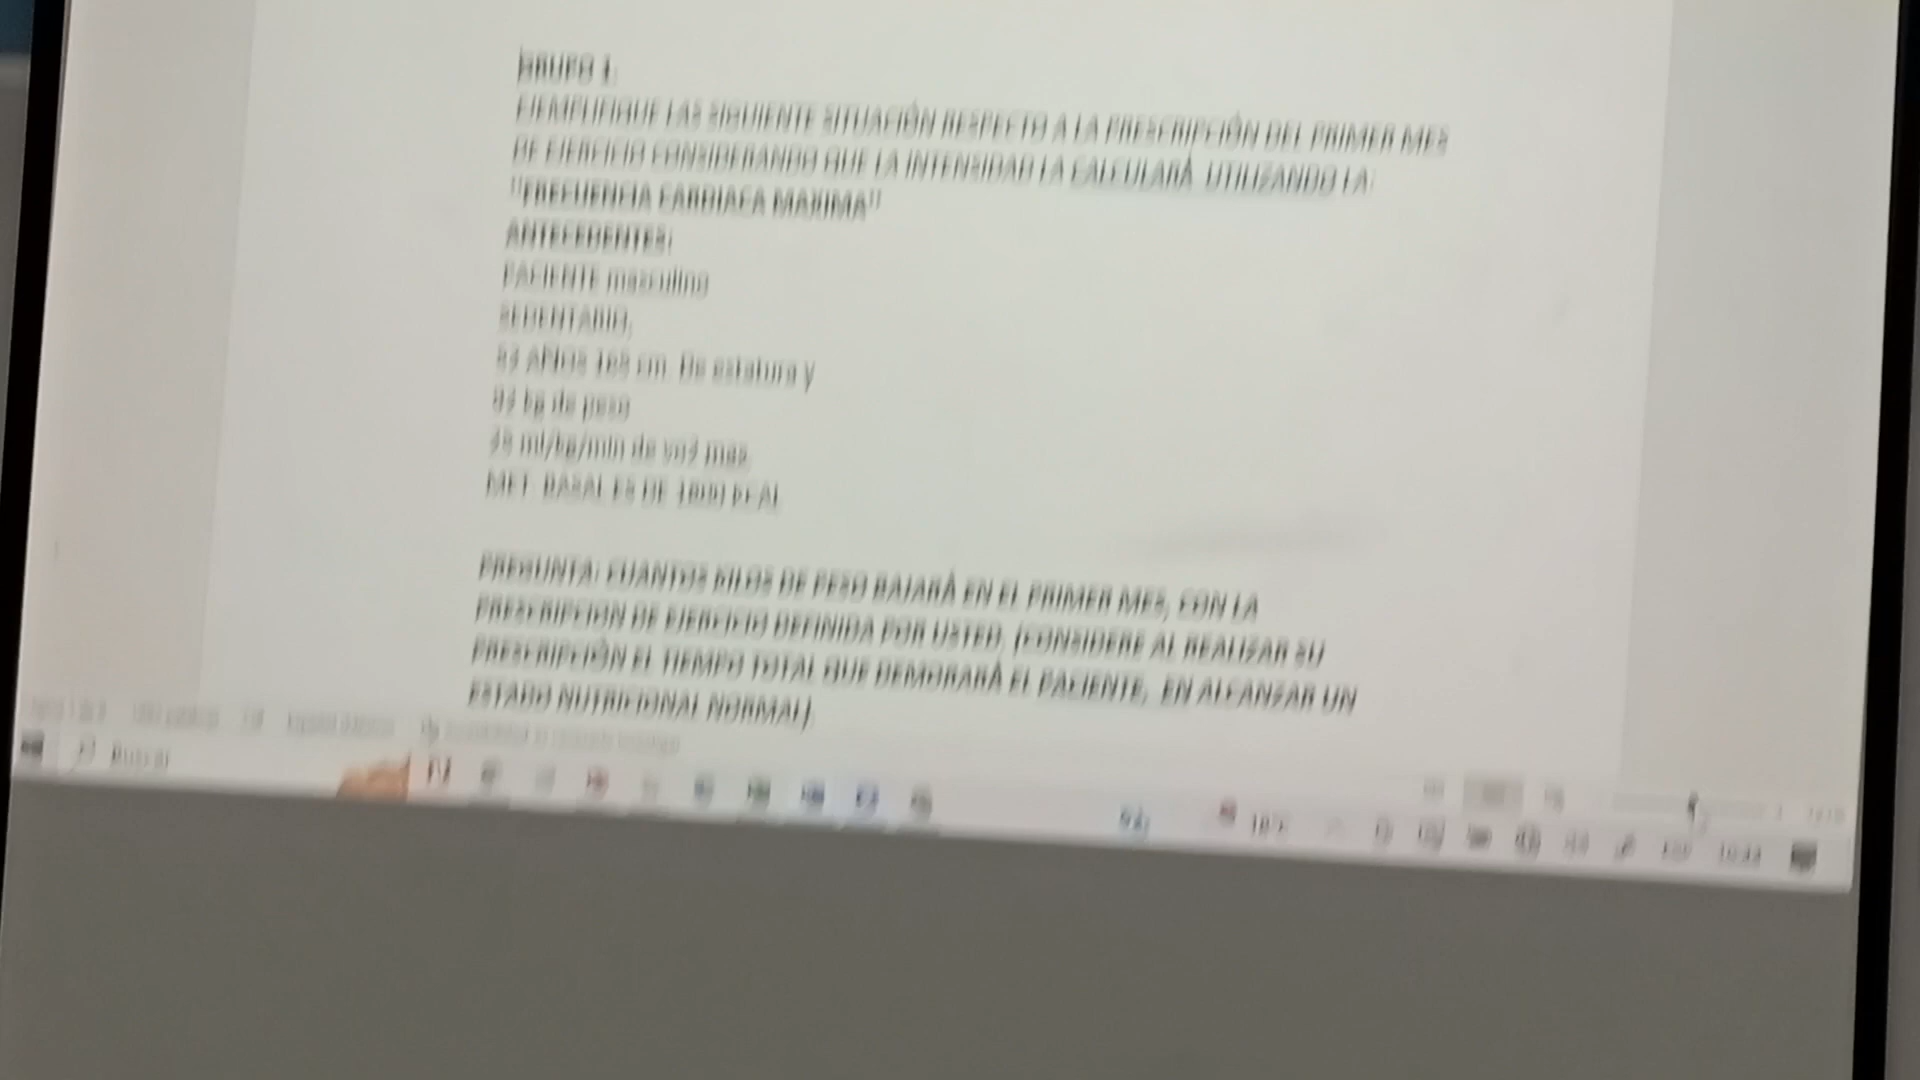 GRUPO 1:
EJEMPLIFIQUE LAS SIGUIENTE SITUACIÓN RESPECTO A LA PRESCRIPCIÓN DEL PRIMER MES
DE EJERCICIO CONSIDERANDO QUE LA INTENSIDAD LA CALCULARÁ UTILIZANDO LA:
"FRECUENCIA CARDIACA MAXIMA"
ANTECEDENTES:
PACIENTE masculino
SEDENTARIO,
AÑOS cm. De estatura y
kg de peso
ml/kg/min de vo2 max.
MET. BASAL ES DE KCAL
PREGUNTA: CUANTOS KILOS DE PESO BAJARÁ EN EL PRIMER MES, CON LA
PRESCRIPCION DE EJERCICIO DEFINIDA POR USTED. (CONSIDERE AL REALIZAR SU
PRESCRIPCIÓN EL TIEMPO TOTAL QUE DEMORARÁ EL PACIENTE, EN ALCANZAR UN
ESTADO NUTRICIONAL NORMAL).
Buscar